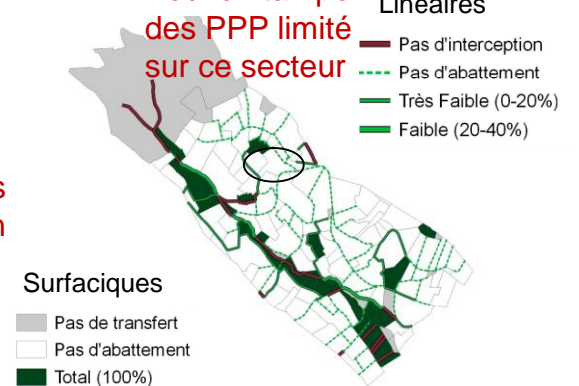 des PPP limité
sur ce secteur
Linéaires
Pas d'interception
Pas d'abattement
Très Faible (0-20%)
Faible (20-40%)
Surfaciques
Pas de transfert
Pas d'abattement
Total (100%)